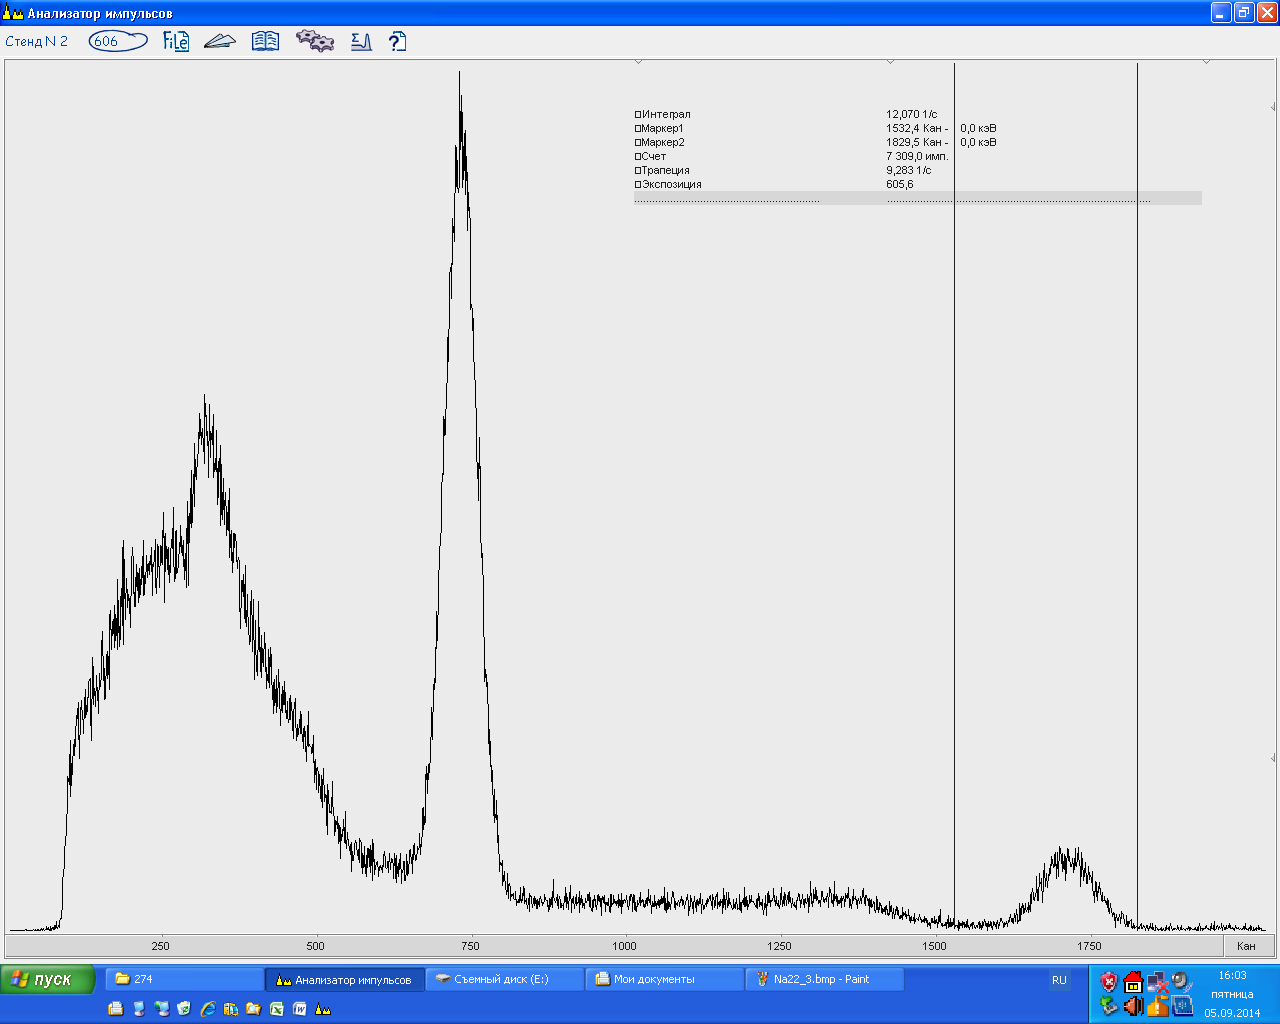 Анализатор импульсов
Стенд N 2 606 FilE
Интеграл 12,070 1/с
Маркер1 1532,4 Кан - 0,0 кэВ
Маркер2 1829,5 Кан - 0,0 кэВ
Счет 7 309,0 имп.
Трапеция 9,283 1/с
Экспозиция 605,6
250 500 750 1000 1250 1500 1750 Кан
пуск 274 Анализатор импульсов Съемный диск (E:) Мои документы Na22_3.bmp - Paint RU 16:03
пятница
05.09.2014